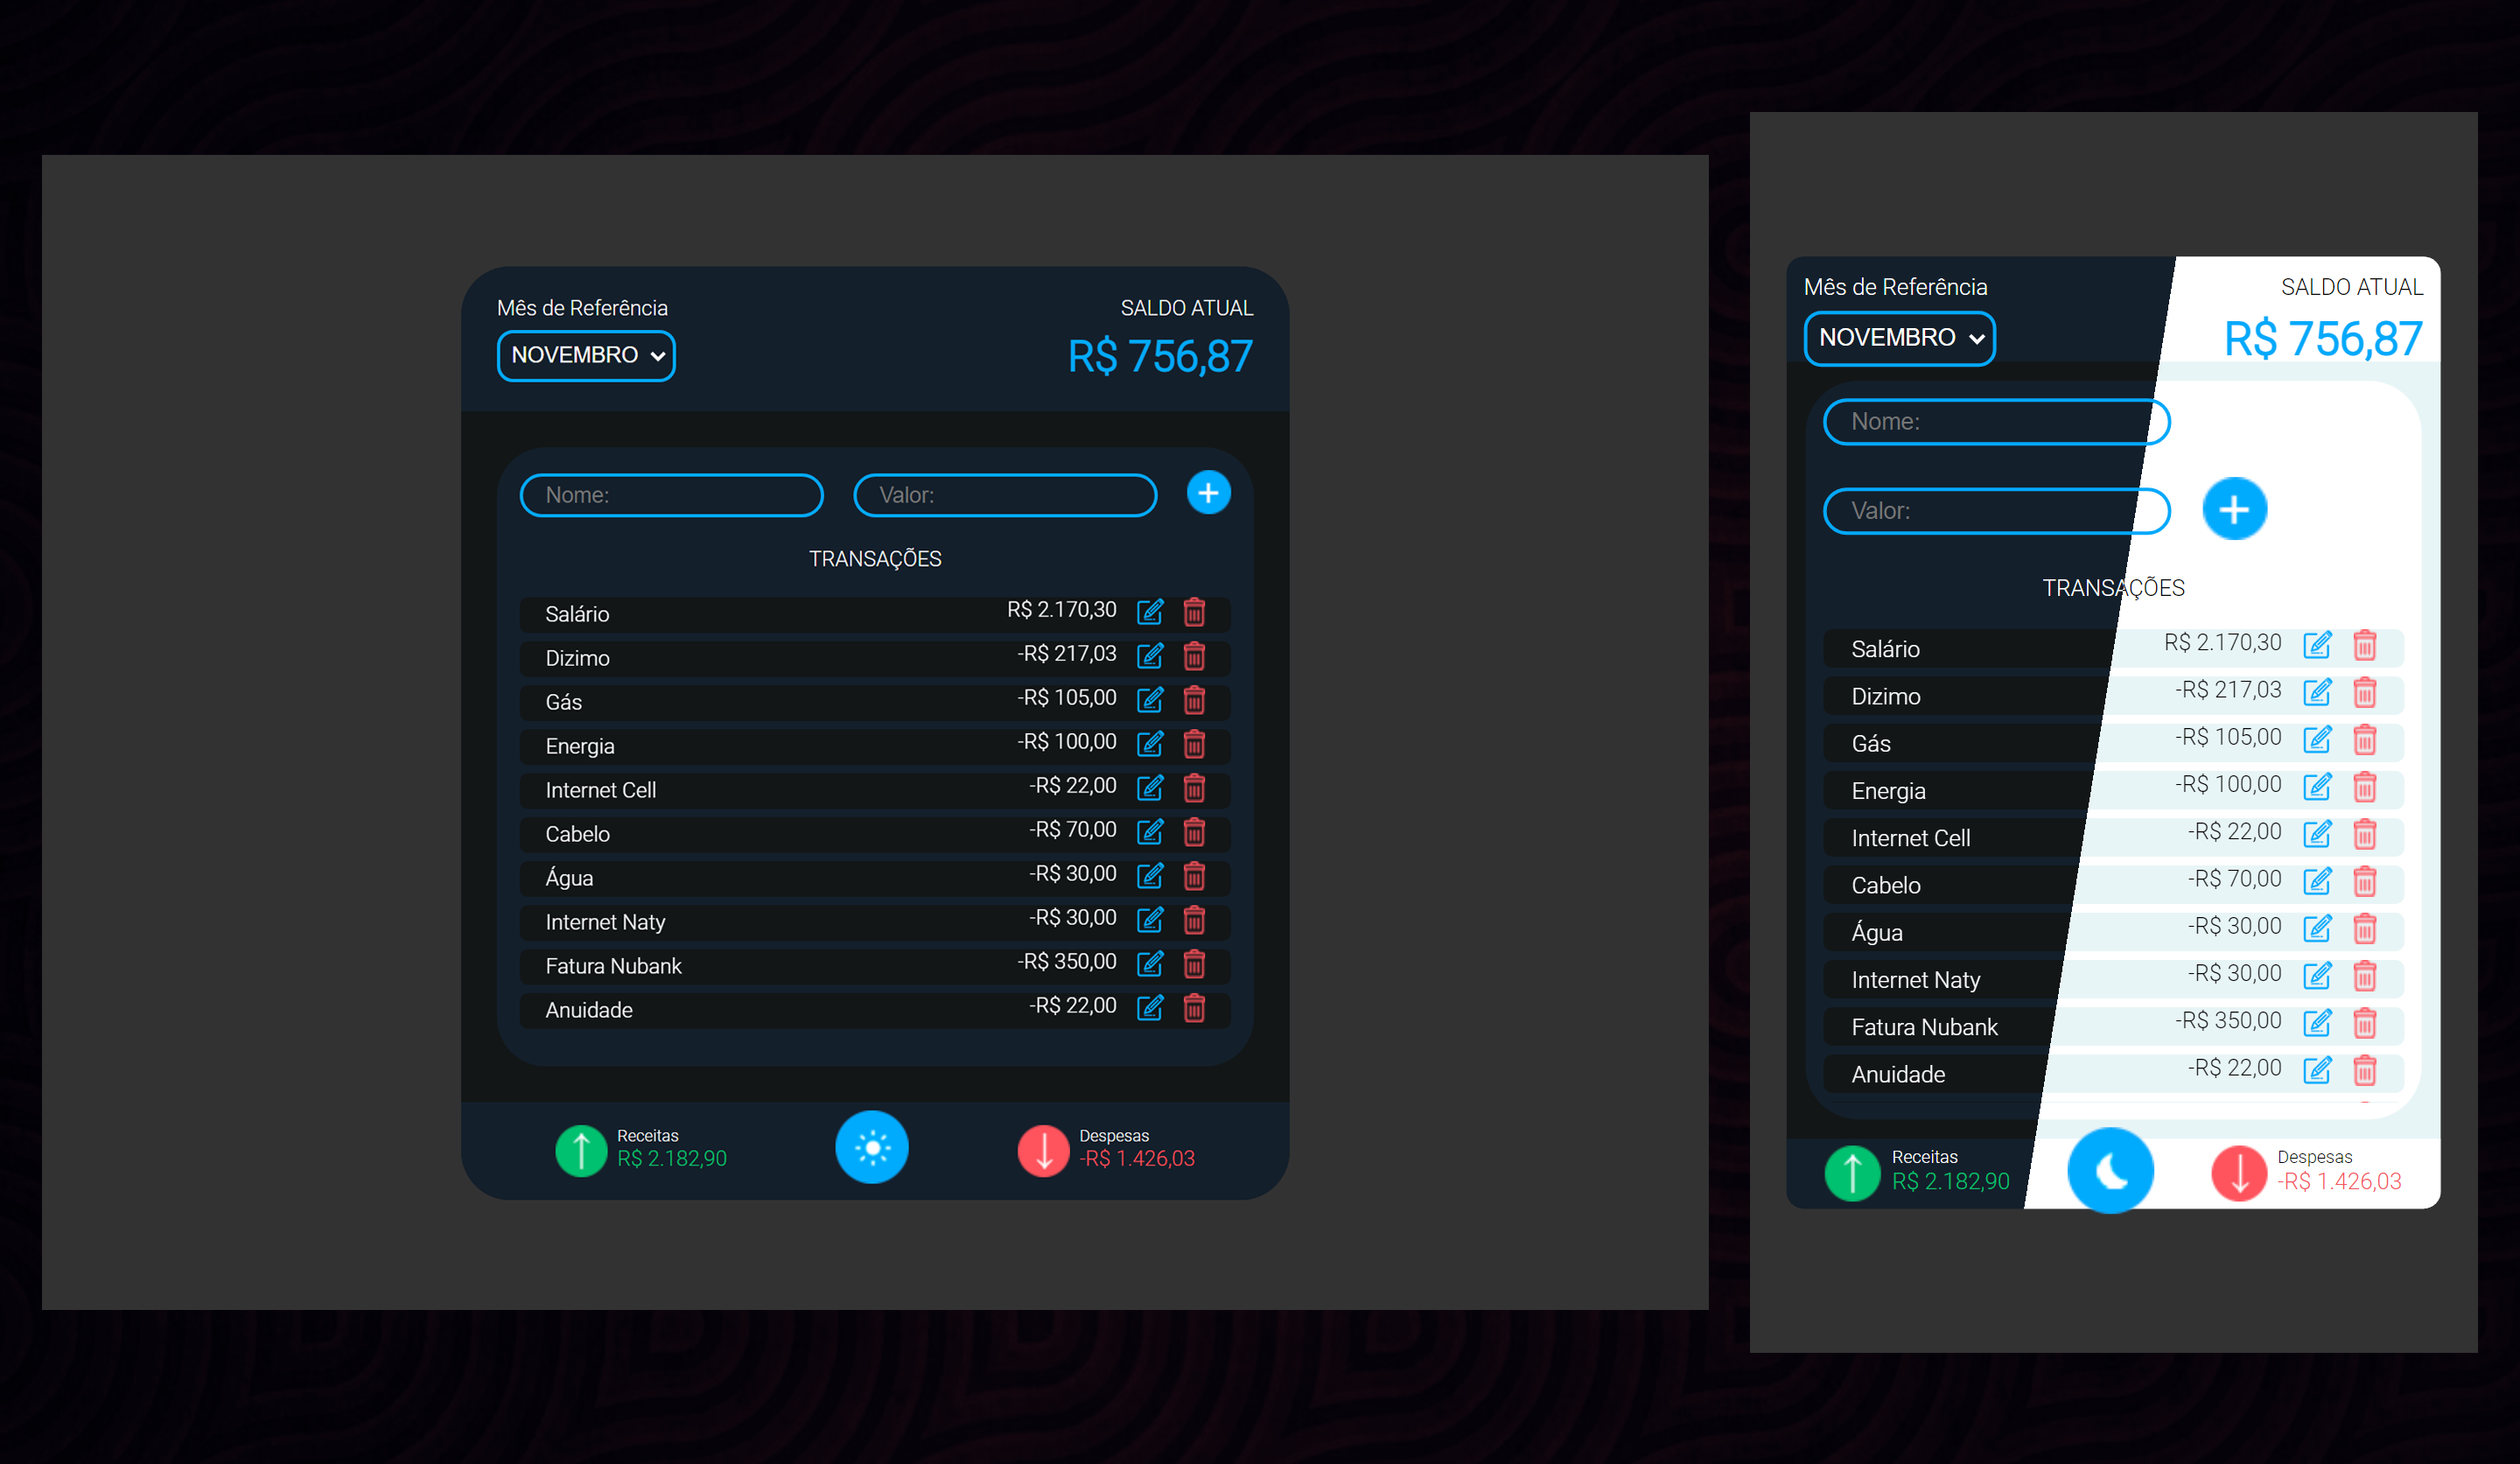 Mês de Referência
SALDO ATUAL
NOVEMBRO
R$ 756,87
Nome:
Valor:
TRANSAÇÕES
Salário R$ 2.170,30
Dizimo -R$ 217,03
Gás -R$ 105,00
Energia -R$ 100,00
Internet Cell -R$ 22,00
Cabelo -R$ 70,00
Água -R$ 30,00
Internet Naty -R$ 30,00
Fatura Nubank -R$ 350,00
Anuidade -R$ 22,00
Receitas
R$ 2.182,90
Despesas
-R$ 1.426,03
Mês de Referência
SALDO ATUAL
NOVEMBRO
R$ 756,87
Nome:
Valor:
TRANSAÇÕES
Salário R$ 2.170,30
Dizimo -R$ 217,03
Gás -R$ 105,00
Energia -R$ 100,00
Internet Cell -R$ 22,00
Cabelo -R$ 70,00
Água -R$ 30,00
Internet Naty -R$ 30,00
Fatura Nubank -R$ 350,00
Anuidade -R$ 22,00
Receitas
R$ 2.182,90
Despesas
-R$ 1.426,03